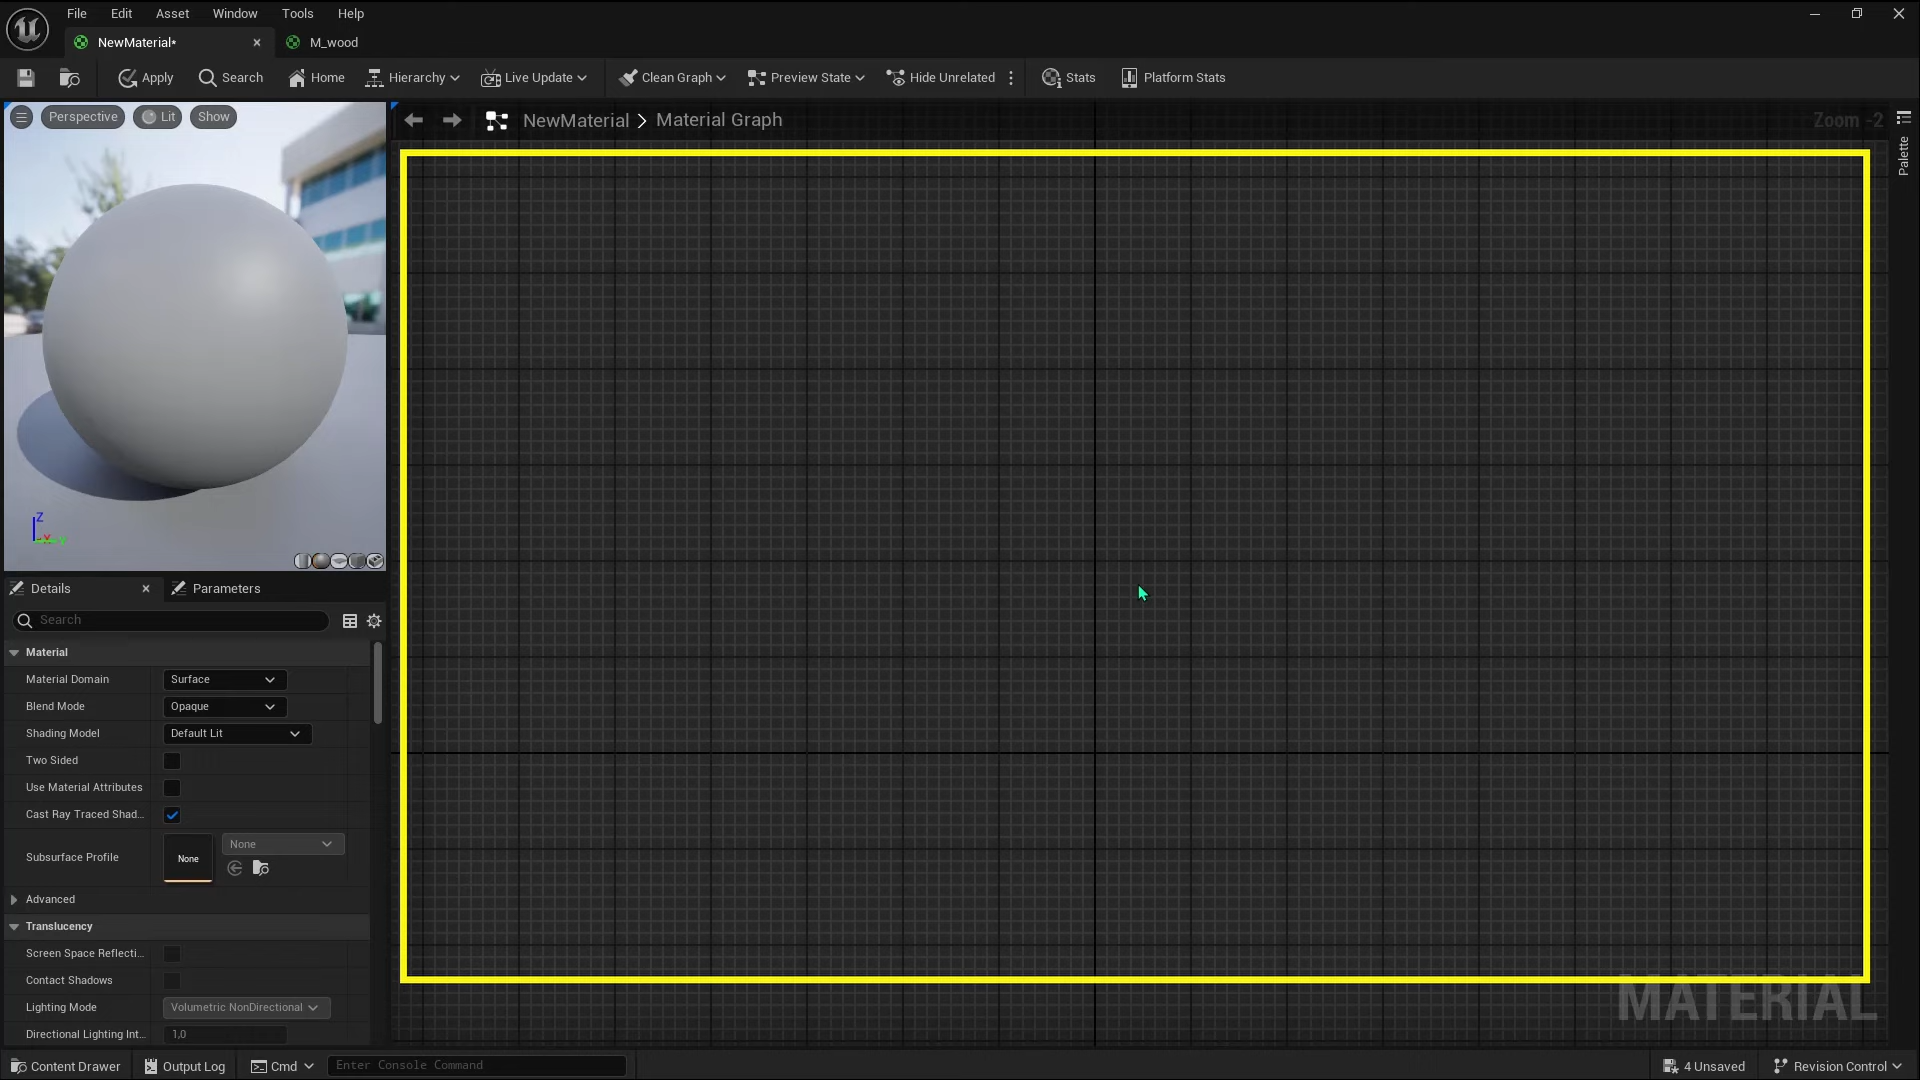 File Edit Asset Window Tools Help
NewMaterial* M_wood
Apply Search Home Hierarchy Live Update Clean Graph Preview State Hide Unrelated Stats Platform Stats
Perspective Lit Show
NewMaterial > Material Graph
Zoom -2
Palette
Z
X
Y
Details Parameters
Search
Material
Material Domain Surface
Blend Mode Opaque
Shading Model Default Lit
Two Sided
Use Material Attributes
Cast Ray Traced Shad...
Subsurface Profile None None
Advanced
Translucency
Screen Space Reflecti...
Contact Shadows
Lighting Mode Volumetric NonDirectional
Directional Lighting Int... 1,0
MATERIAL
Content Drawer Output Log Cmd Enter Console Command 4 Unsaved Revision Control